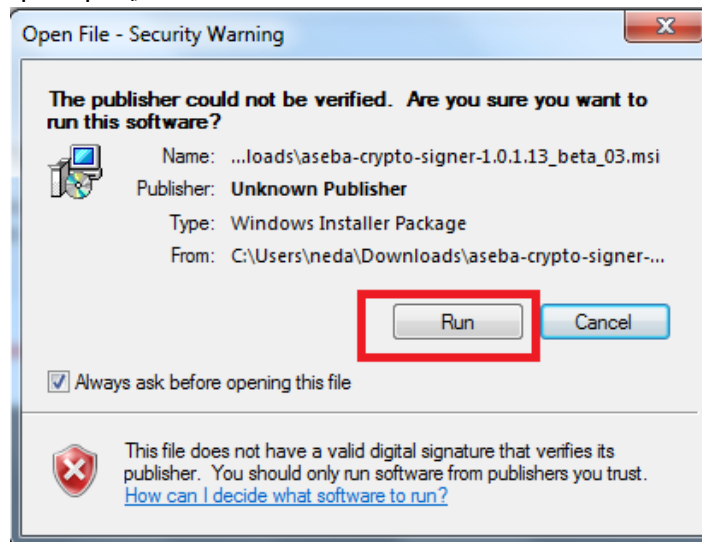 Open File - Security Warning
The publisher could not be verified. Are you sure you want to
run this software?
Name: ...loads\aseba-crypto-signer-1.0.1.13_beta_03.msi
Publisher: Unknown Publisher
Type: Windows Installer Package
From: C:\Users\neda\Downloads\aseba-crypto-signer-...
Run Cancel
Always ask before opening this file
This file does not have a valid digital signature that verifies its
publisher. You should only run software from publishers you trust.
How can I decide what software to run?